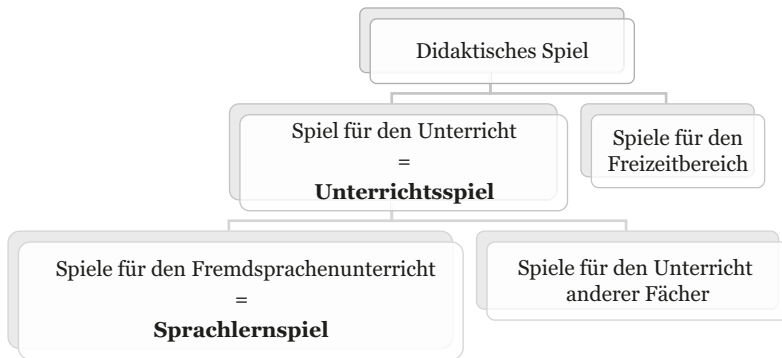 Didaktisches Spiel
Spiel für den Unterricht
=
Unterrichtsspiel
Spiele für den
Freizeitbereich
Spiele für den Fremdsprachenunterricht
=
Sprachlernspiel
Spiele für den Unterricht
anderer Fächer